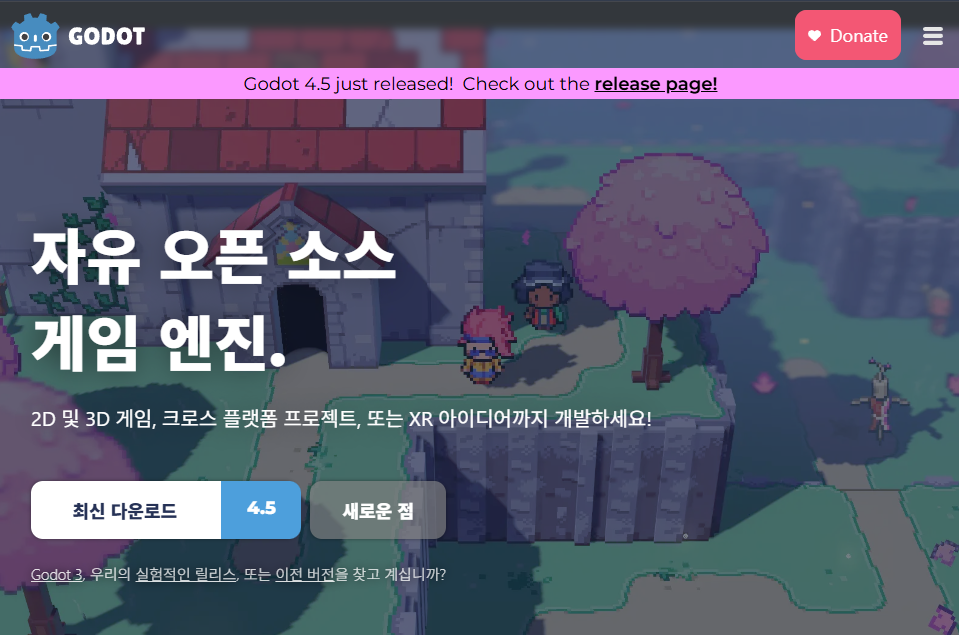 GODOT
Donate
Godot 4.5 just released! Check out the release page!
자유 오픈 소스
게임 엔진.
2D 및 3D 게임, 크로스 플랫폼 프로젝트, 또는 XR 아이디어까지 개발하세요!
최신 다운로드 4.5 새로운 점
Godot 3, 우리의 실험적인 릴리스, 또는 이전 버전을 찾고 계십니까?